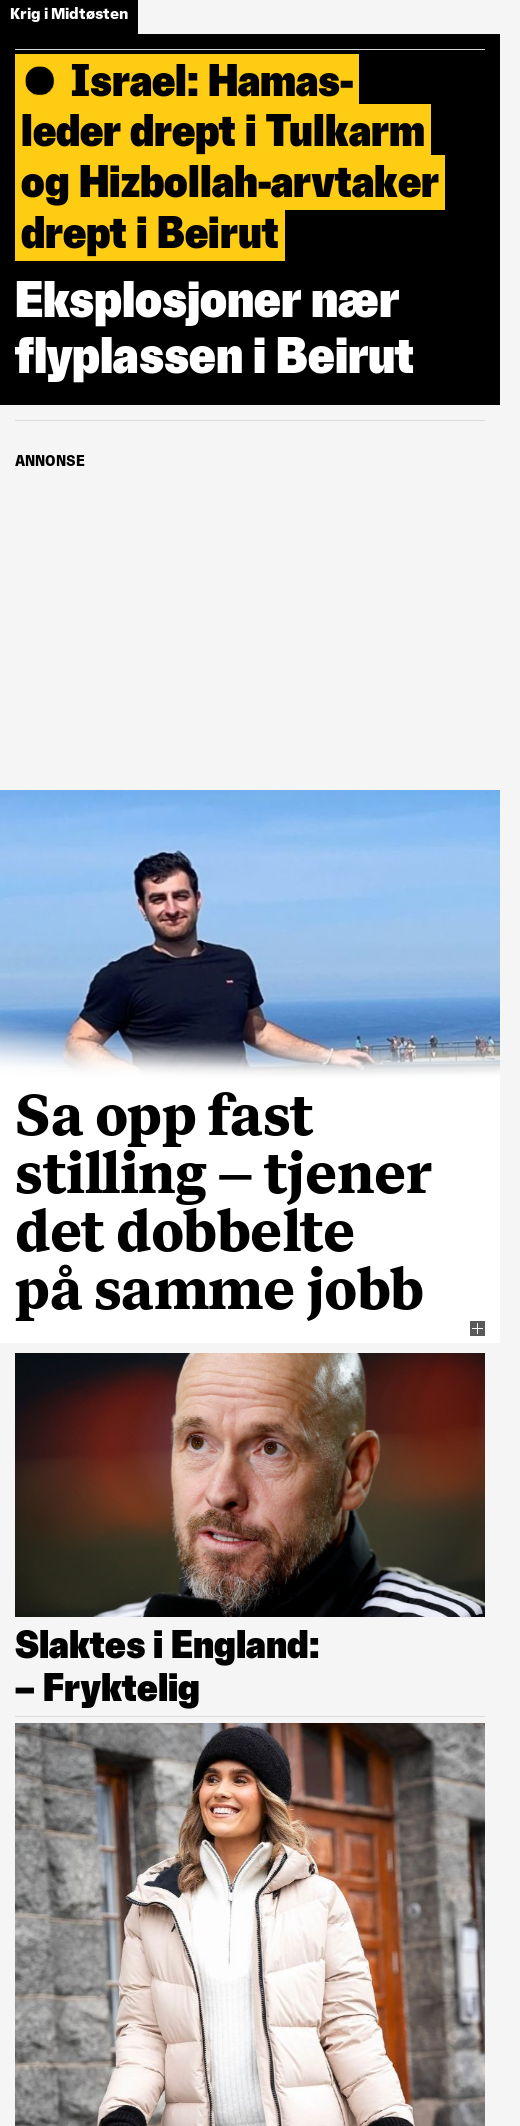 Krig i Midtøsten
● Israel: Hamas-
leder drept i Tulkarm
og Hizbollah-arvtaker
drept i Beirut
Eksplosjoner nær
flyplassen i Beirut
ANNONSE
Sa opp fast
stilling – tjener
det dobbelte
på samme jobb
Slaktes i England:
– Fryktelig